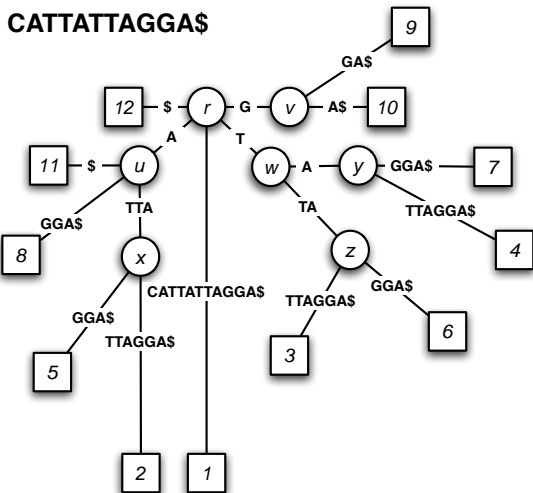 CATTATTAGGA$
9
GA$
12 $ r G v A$ 10
A T
11 $ u w A y GGA$ 7
GGA$ TTA TA TTAGGA$
8 x z 4
CATTATTAGGA$ TTAGGA$ GGA$
GGA$ TTAGGA$ 3 6
5
2 1